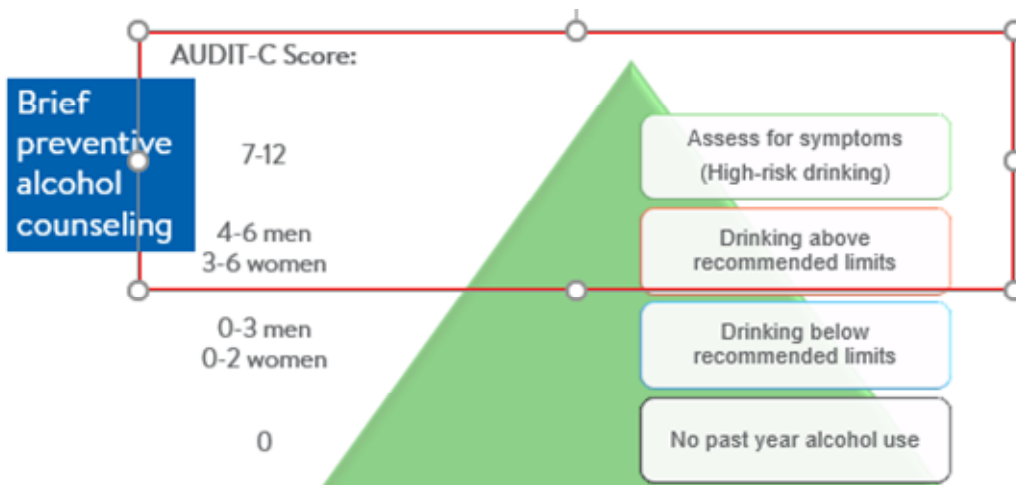 AUDIT-C Score:
Brief
preventive
alcohol
counseling
7-12
Assess for symptoms
(High-risk drinking)
4-6 men
3-6 women
Drinking above
recommended limits
0-3 men
0-2 women
Drinking below
recommended limits
0
No past year alcohol use